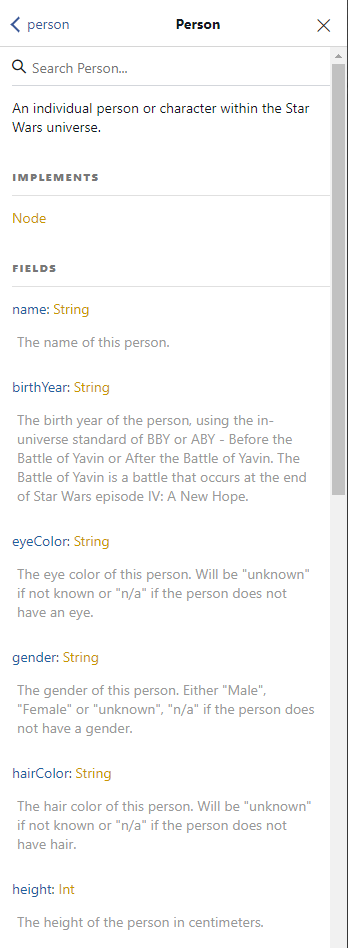 person
Person
Search Person...
An individual person or character within the Star
Wars universe.
IMPLEMENTS
Node
FIELDS
name: String
The name of this person.
birthYear: String
The birth year of the person, using the in-
universe standard of BBY or ABY - Before the
Battle of Yavin or After the Battle of Yavin. The
Battle of Yavin is a battle that occurs at the end
of Star Wars episode IV: A New Hope.
eyeColor: String
The eye color of this person. Will be "unknown"
if not known or "n/a" if the person does not
have an eye.
gender: String
The gender of this person. Either "Male",
"Female" or "unknown", "n/a" if the person does
not have a gender.
hairColor: String
The hair color of this person. Will be "unknown"
if not known or "n/a" if the person does not
have hair.
height: Int
The height of the person in centimeters.